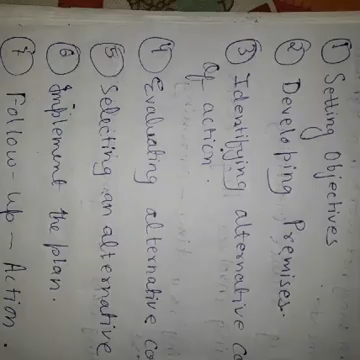 ① Setting Objectives
② Developing Premises.
③ Identifying alternative
of action.
④ Evaluating alternative
⑤ Selecting an alternative
⑥ Implement the plan.
⑦ Follow-up - Action.